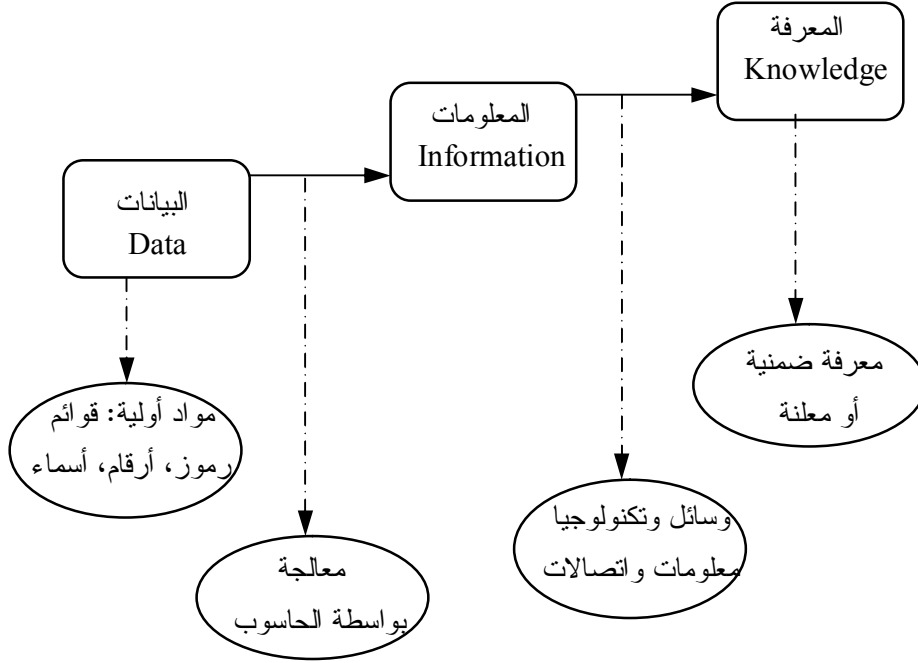 المعرفة
Knowledge
المعلومات
Information
البيانات
Data
معرفة ضمنية
أو معلنة
مواد أولية: قوائم
رموز، أرقام، أسماء
وسائل وتكنولوجيا
معلومات واتصالات
معالجة
بواسطة الحاسوب